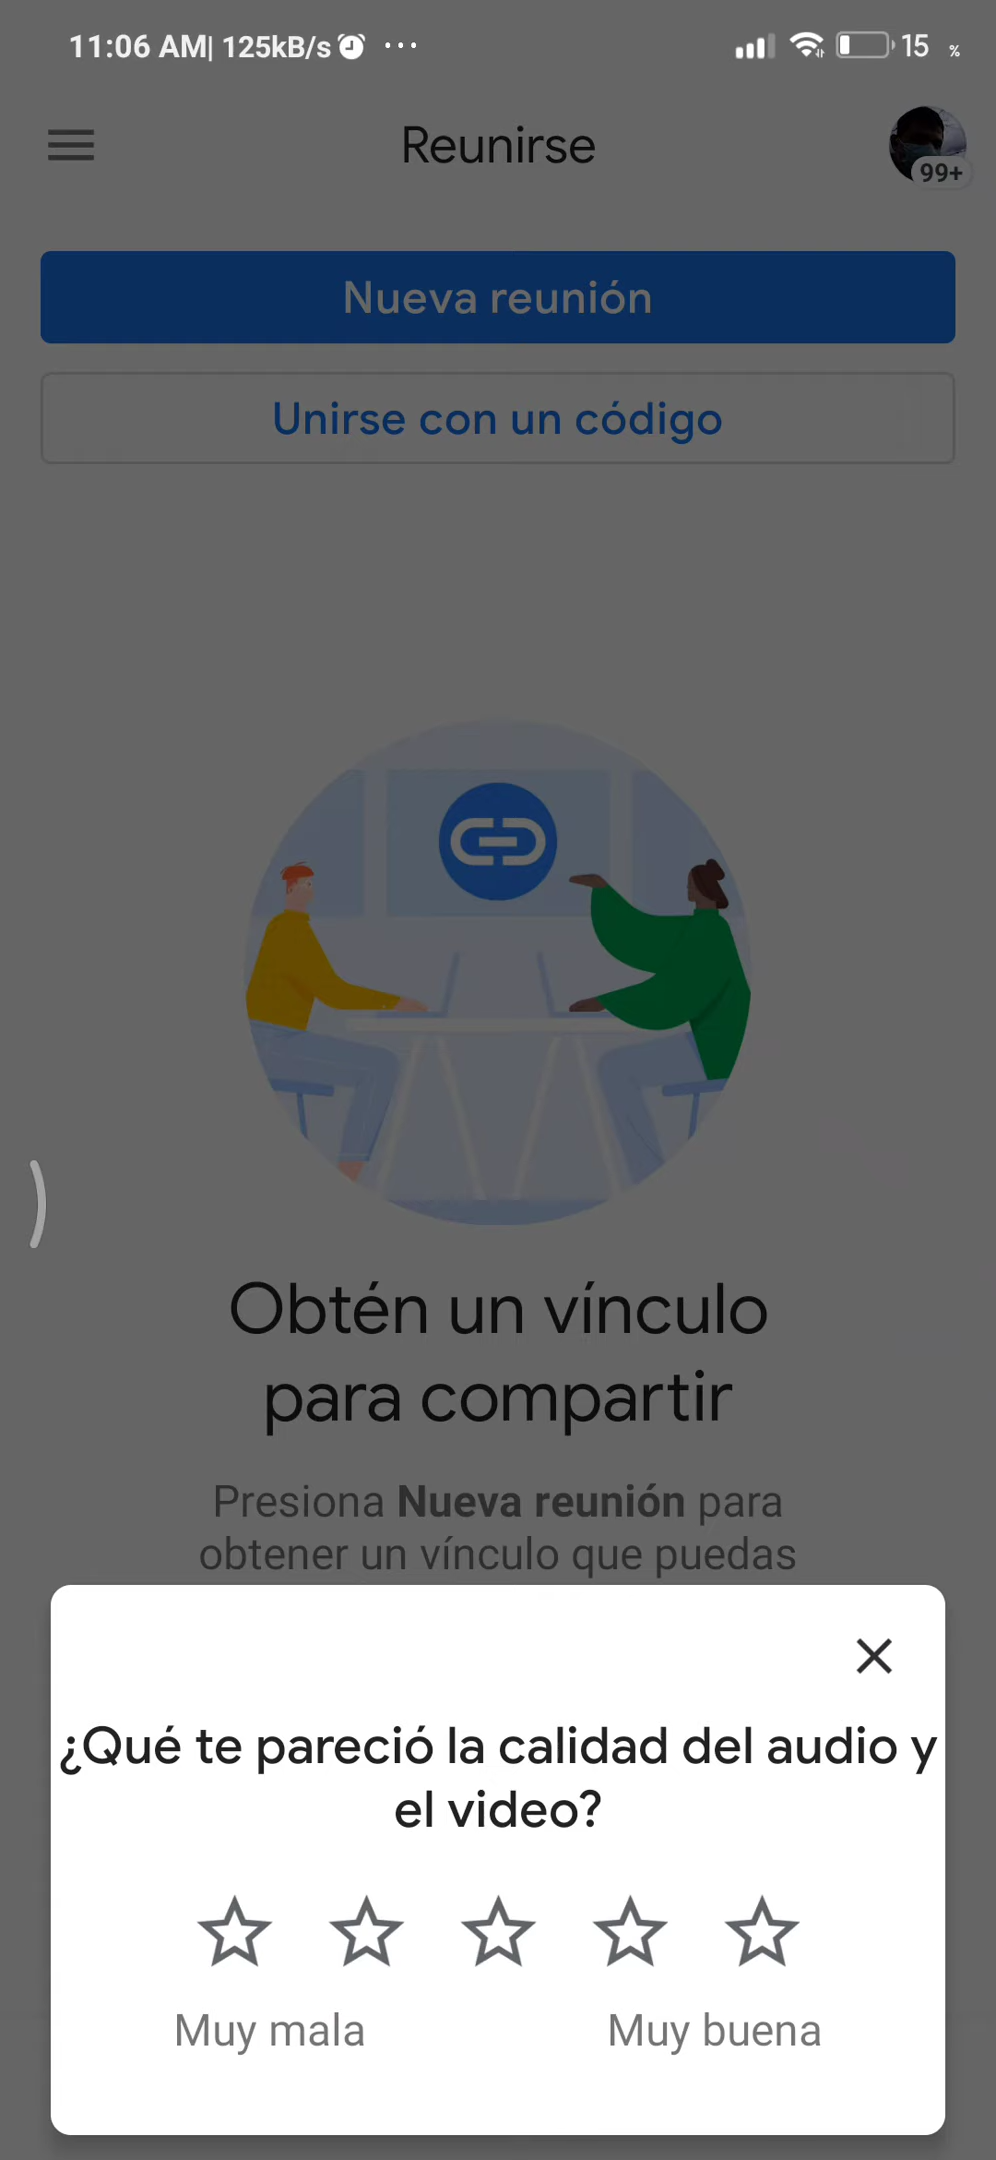 11:06 AM| 125kB/s ... 15 %
Reunirse
99+
Nueva reunión
Unirse con un código
Obtén un vínculo
para compartir
Presiona Nueva reunión para
obtener un vínculo que puedas
¿Qué te pareció la calidad del audio y
el video?
Muy mala Muy buena